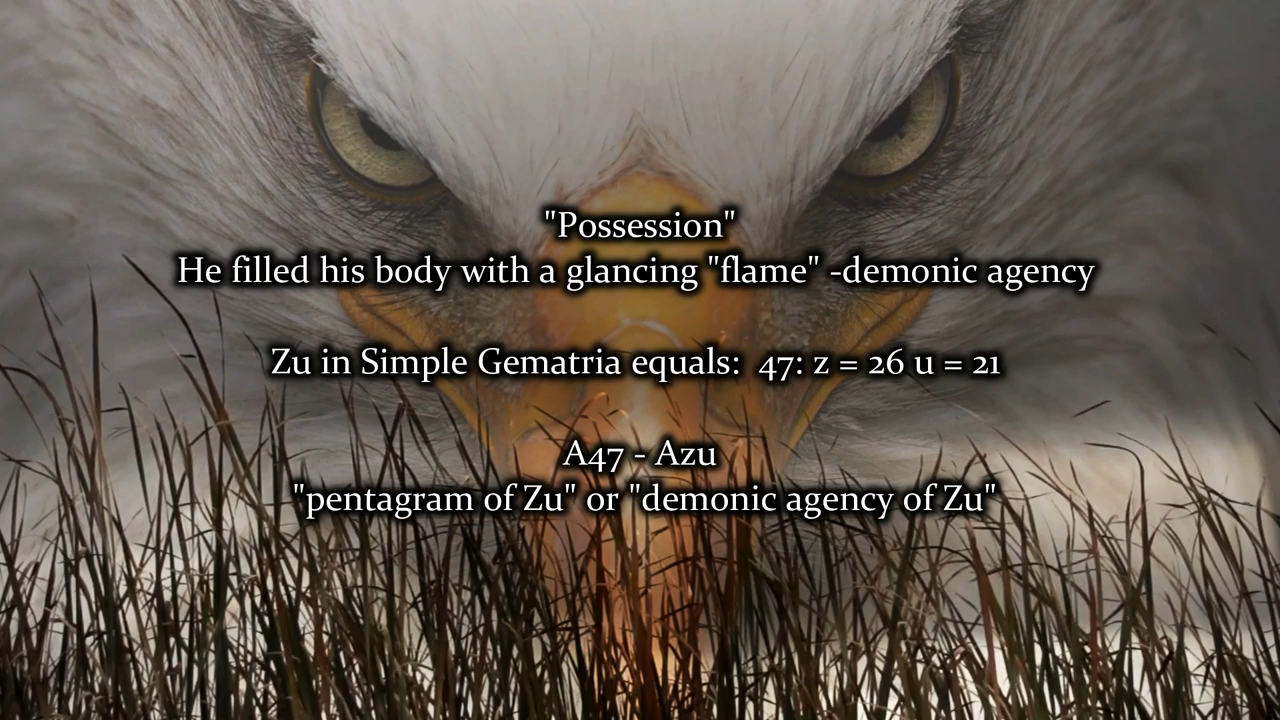 "Possession"
He filled his body with a glancing "flame" -demonic agency
Zu in Simple Gematria equals:  47: z = 26 u = 21
A47 - Azu
"pentagram of Zu" or "demonic agency of Zu"